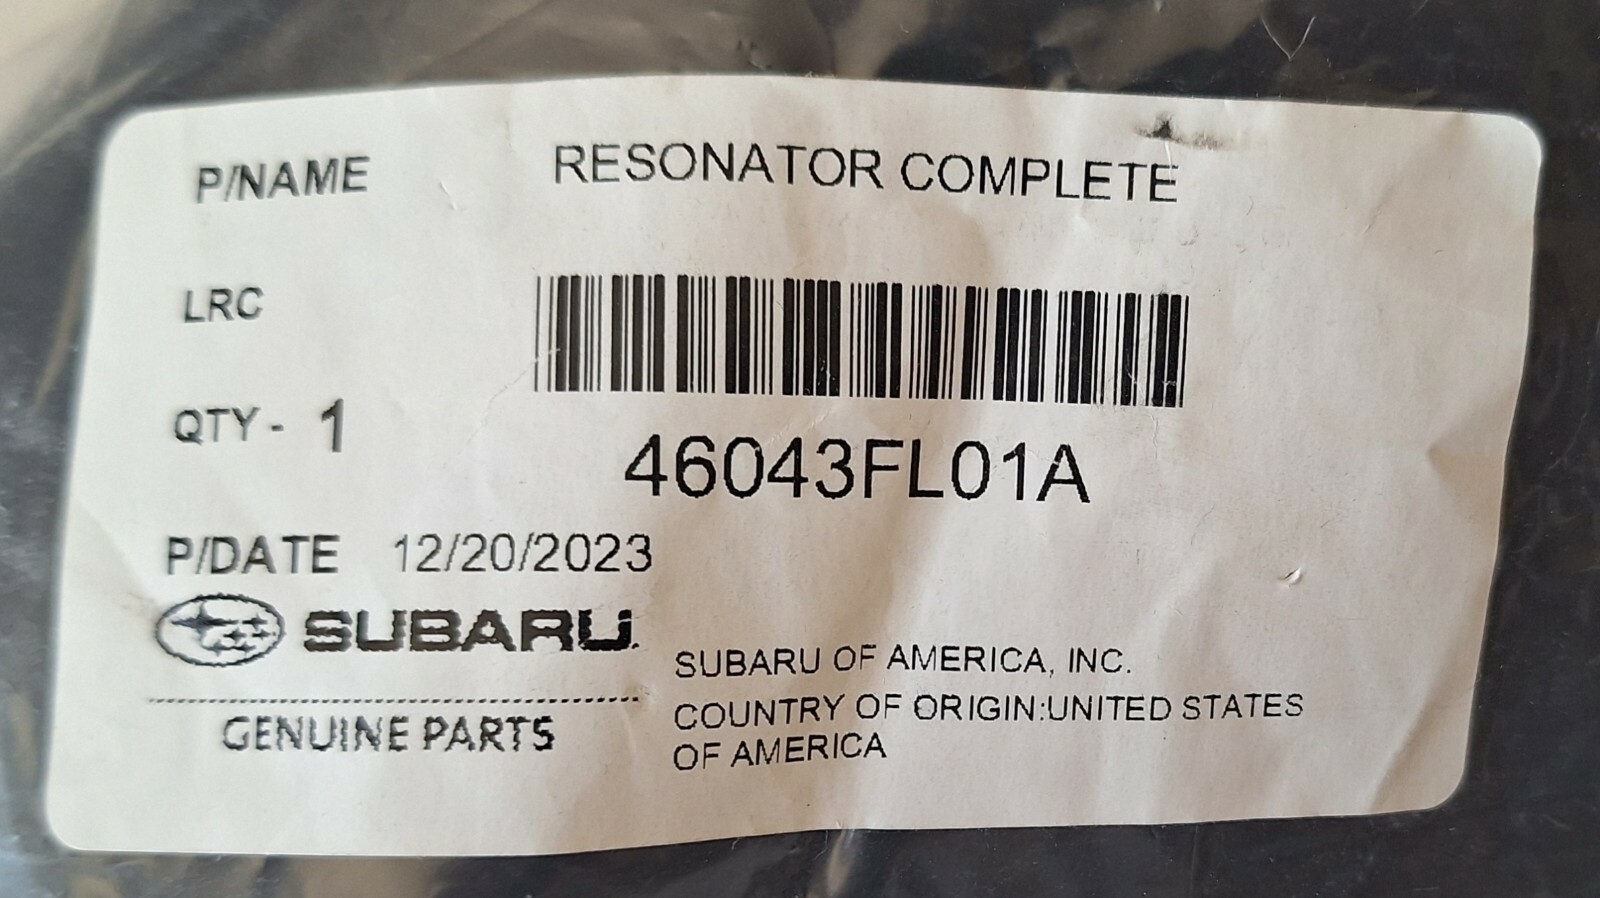 P/NAME RESONATOR COMPLETE
LRC
QTY - 1
46043FL01A
P/DATE 12/20/2023
SUBARU.
GENUINE PARTS
SUBARU OF AMERICA, INC.
COUNTRY OF ORIGIN:UNITED STATES
OF AMERICA